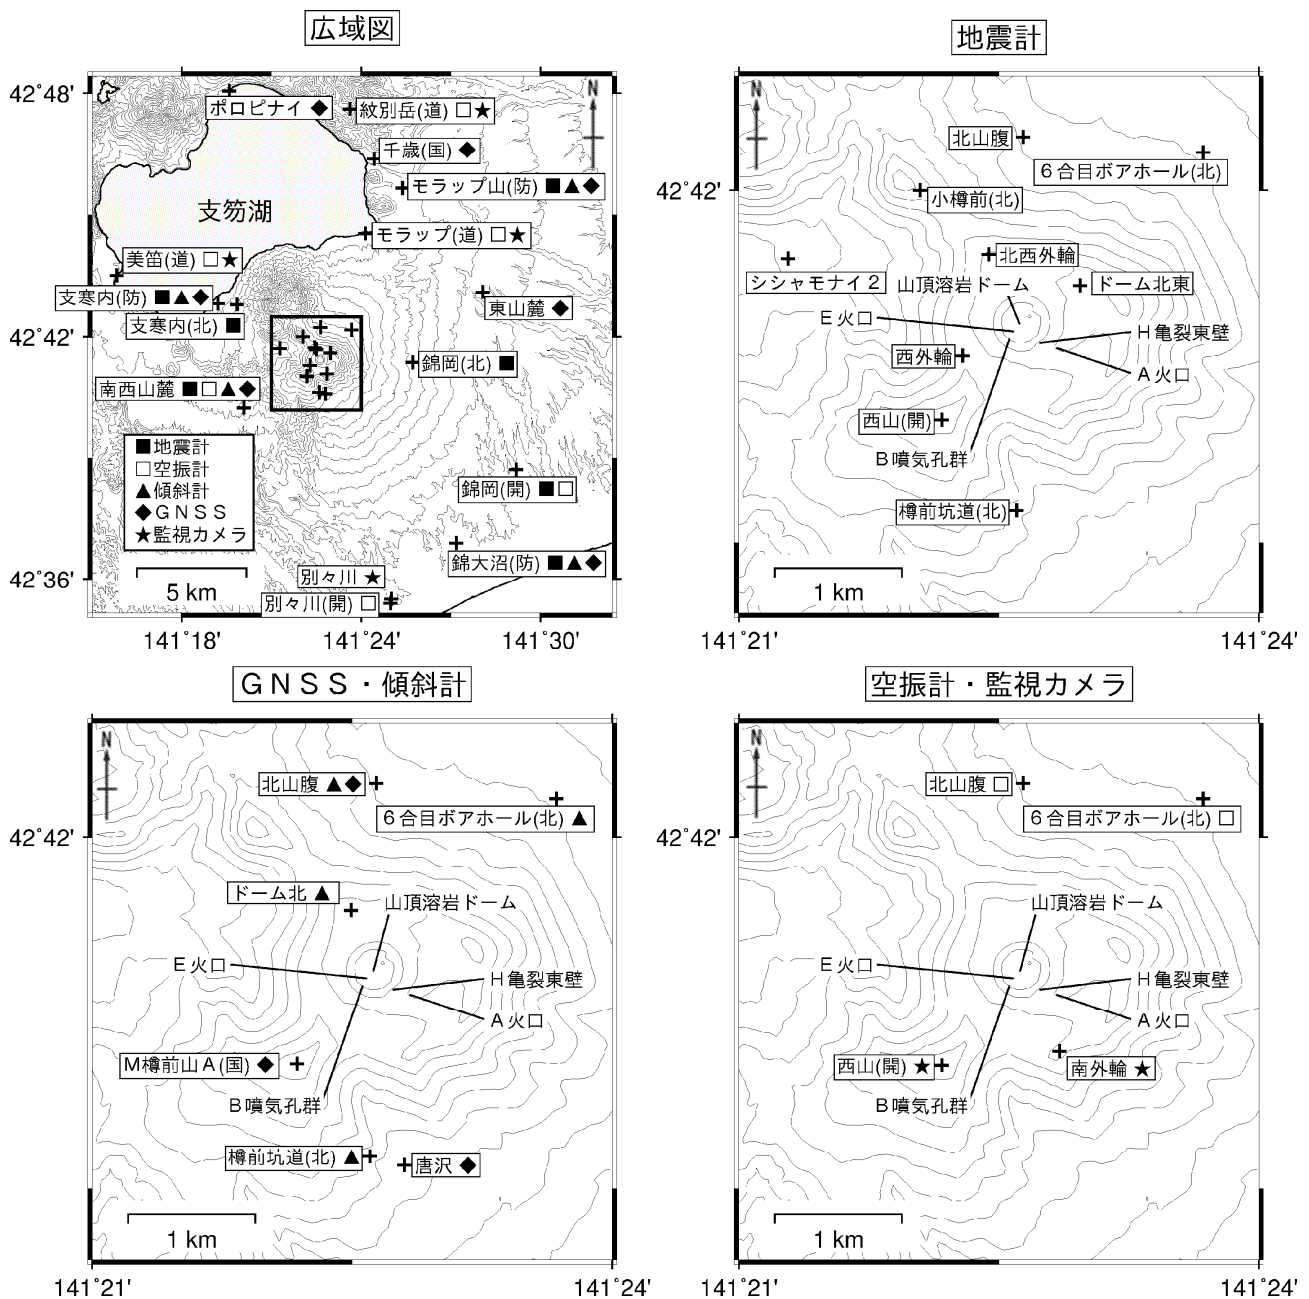 広域図
N
42°48'
42°42'
42°36'
ポロピナイ ◆
紋別岳(道) □★
千歳(国) ◆
モラップ山(防) ■▲◆
支笏湖
モラップ(道) □★
美笛(道) □★
支寒内(防) ■▲◆
支寒内(北) ■
東山麓 ◆
錦岡(北) ■
南西山麓 ■□▲◆
■地震計
□空振計
▲傾斜計
◆GNSS
★監視カメラ
錦岡(開) ■□
錦大沼(防) ■▲◆
別々川 ★
別々川(開) □
5 km
141°18'
141°24'
141°30'
地震計
N
42°42'
北山腹
6合目ボアホール(北)
小樽前(北)
北西外輪
シシャモナイ2
山頂溶岩ドーム
ドーム北東
E火口
H亀裂東壁
西外輪
A火口
西山(開)
B噴気孔群
樽前坑道(北)
1 km
141°21'
141°24'
GNSS・傾斜計
N
42°42'
北山腹 ▲◆
6合目ボアホール(北) ▲
ドーム北 ▲
山頂溶岩ドーム
E火口
H亀裂東壁
A火口
M樽前山A(国) ◆
B噴気孔群
樽前坑道(北) ▲
唐沢 ◆
1 km
141°21'
141°24'
空振計・監視カメラ
N
42°42'
北山腹 □
6合目ボアホール(北) □
山頂溶岩ドーム
E火口
H亀裂東壁
A火口
西山(開) ★
南外輪 ★
B噴気孔群
1 km
141°21'
141°24'